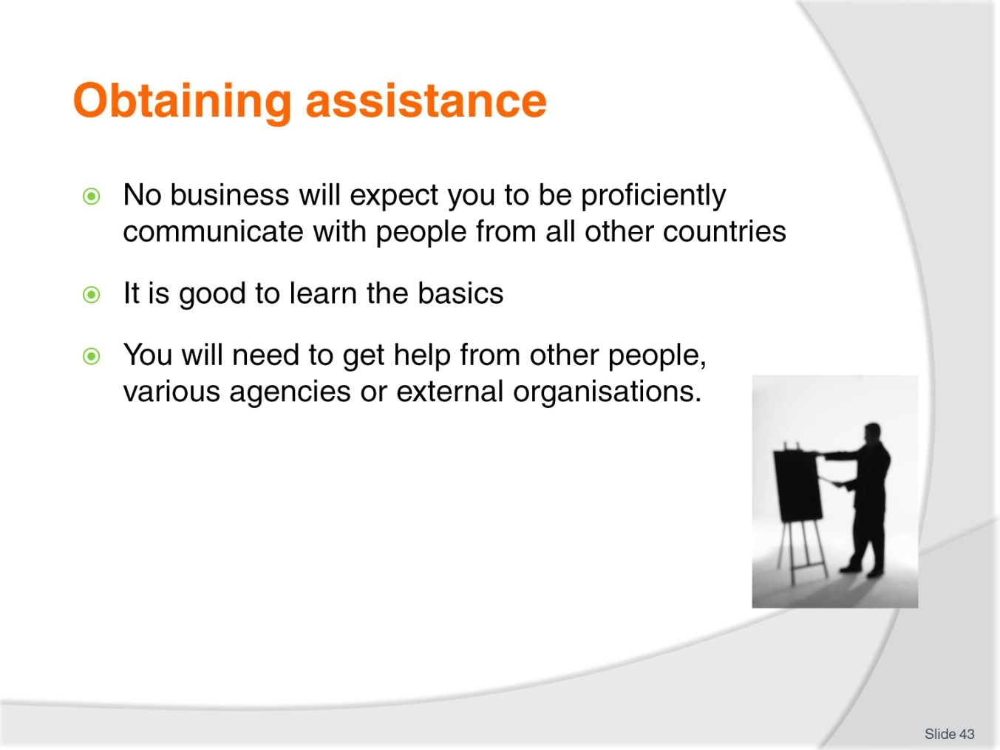 Obtaining assistance
No business will expect you to be proficiently
communicate with people from all other countries
It is good to learn the basics
You will need to get help from other people,
various agencies or external organisations.
Slide 43